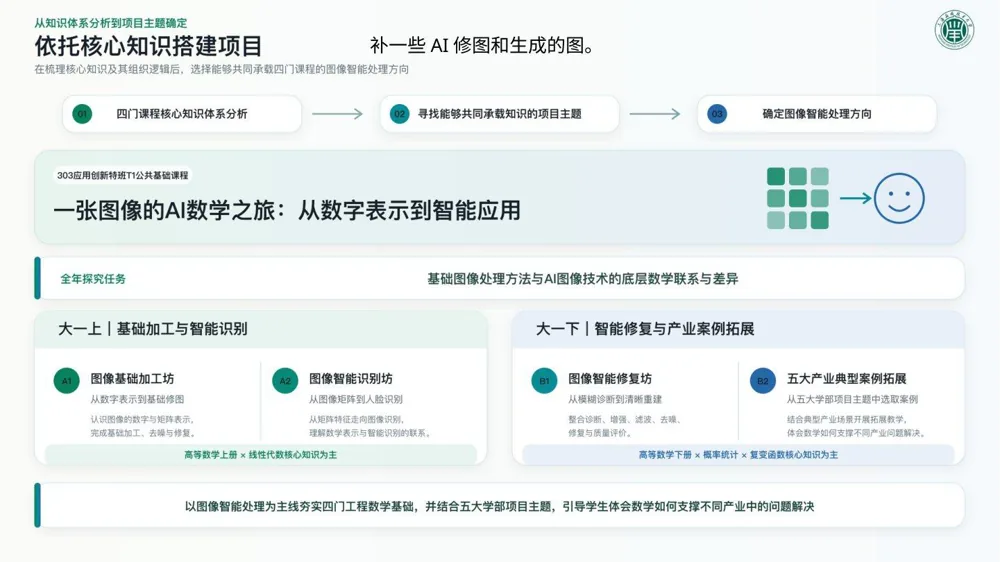 从知识体系分析到项目主题确定
依托核心知识搭建项目
补一些 AI 修图和生成的图。
在梳理核心知识及其组织逻辑后，选择能够共同承载四门课程的图像智能处理方向
01 四门课程核心知识体系分析
02 寻找能够共同承载知识的项目主题
03 确定图像智能处理方向
303应用创新特班T1公共基础课程
一张图像的AI数学之旅：从数字表示到智能应用
全年探究任务
基础图像处理方法与AI图像技术的底层数学联系与差异
大一上｜基础加工与智能识别
A1 图像基础加工坊
从数字表示到基础修图
认识图像的数字与矩阵表示，
完成基础加工、去噪与修复。
A2 图像智能识别坊
从图像矩阵到人脸识别
从矩阵特征走向图像识别，
理解数学表示与智能识别的联系。
高等数学上册 × 线性代数核心知识为主
大一下｜智能修复与产业案例拓展
B1 图像智能修复坊
从模糊诊断到清晰重建
整合诊断、增强、滤波、去噪、
修复与质量评价。
B2 五大产业典型案例拓展
从五大学部项目主题中选取案例
结合典型产业场景开展拓展教学，
体会数学如何支撑不同产业问题解决。
高等数学下册 × 概率统计 × 复变函数核心知识为主
以图像智能处理为主线夯实四门工程数学基础，并结合五大学部项目主题，引导学生体会数学如何支撑不同产业中的问题解决